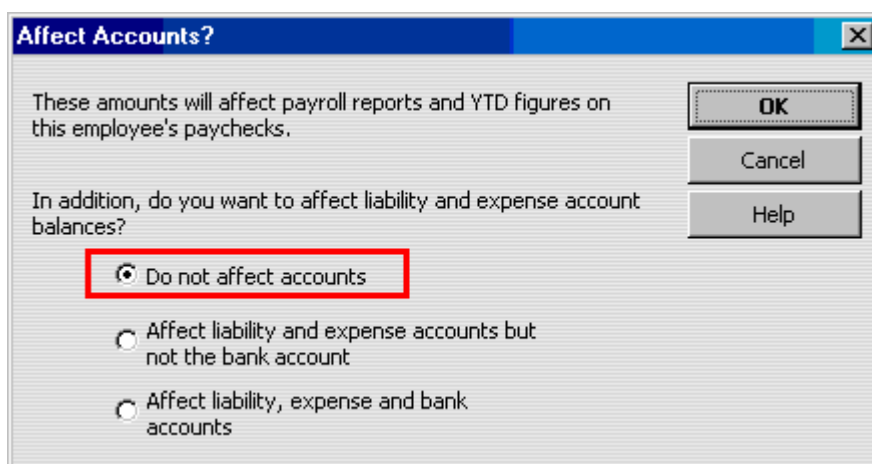 Affect Accounts?
These amounts will affect payroll reports and YTD figures on
this employee's paychecks.
OK
Cancel
Help
In addition, do you want to affect liability and expense account
balances?
Do not affect accounts
Affect liability and expense accounts but
not the bank account
Affect liability, expense and bank
accounts